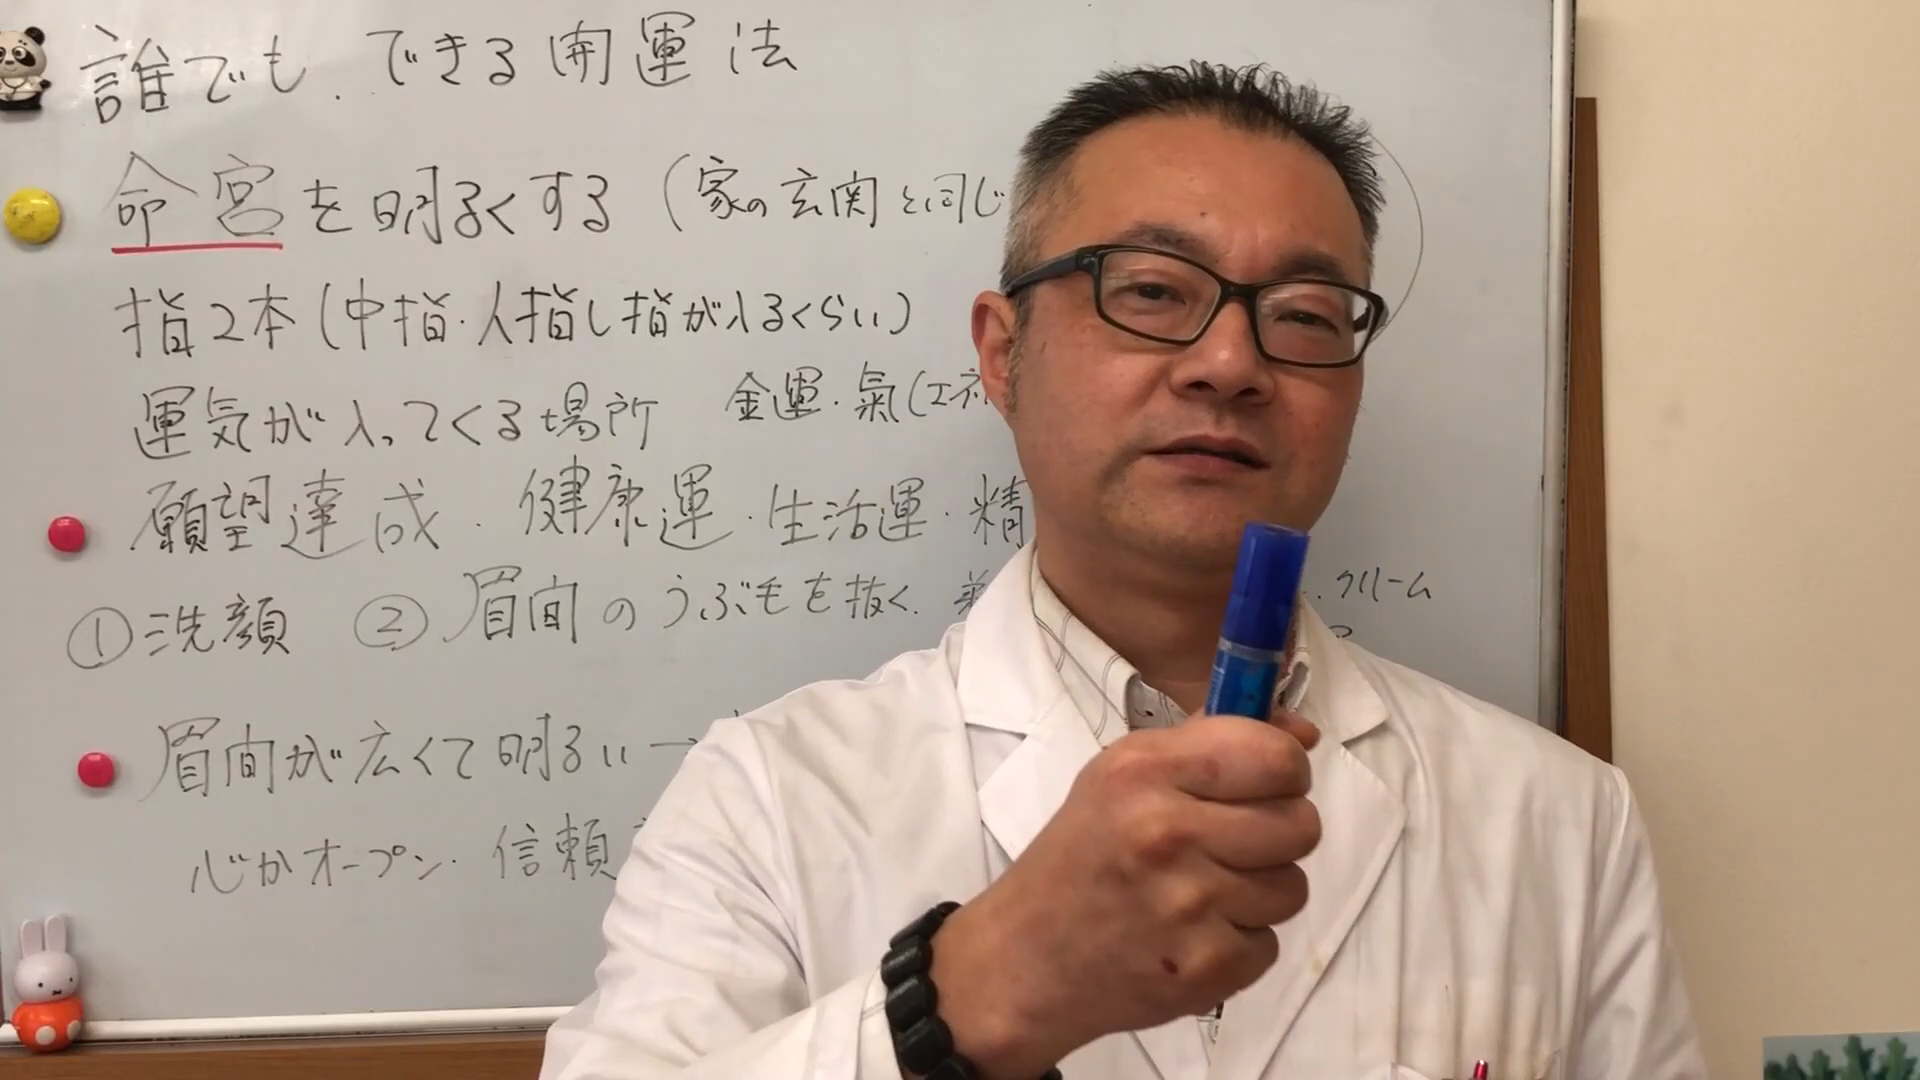 誰でも.できる開運法
命宮を明るくする(家の玄関と同じ
指2本(中指・人指し指が入るくらい)
運気が入ってくる場所 金運・氣(エネ
願望達成・健康運・生活運・精
①洗顔 ②眉間のうぶ毛を抜く. クリーム
眉間が広くて明るい
心がオープン・信頼